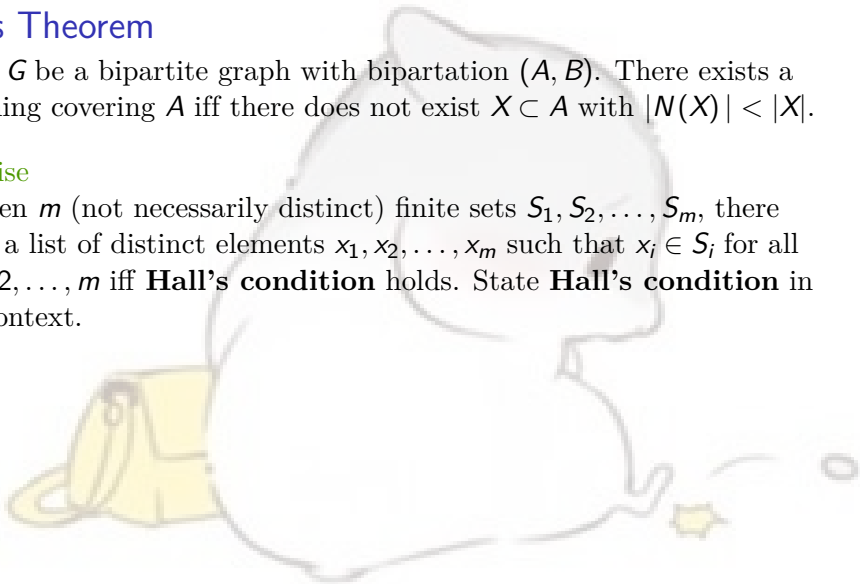 s Theorem
G be a bipartite graph with bipartation (A, B). There exists a
ning covering A iff there does not exist X ⊂ A with |N(X)| < |X|.
ise
en m (not necessarily distinct) finite sets S₁, S₂, . . . , Sₘ, there
a list of distinct elements x₁, x₂, . . . , xₘ such that xᵢ ∈ Sᵢ for all
2, . . . , m iff Hall's condition holds. State Hall's condition in
ontext.